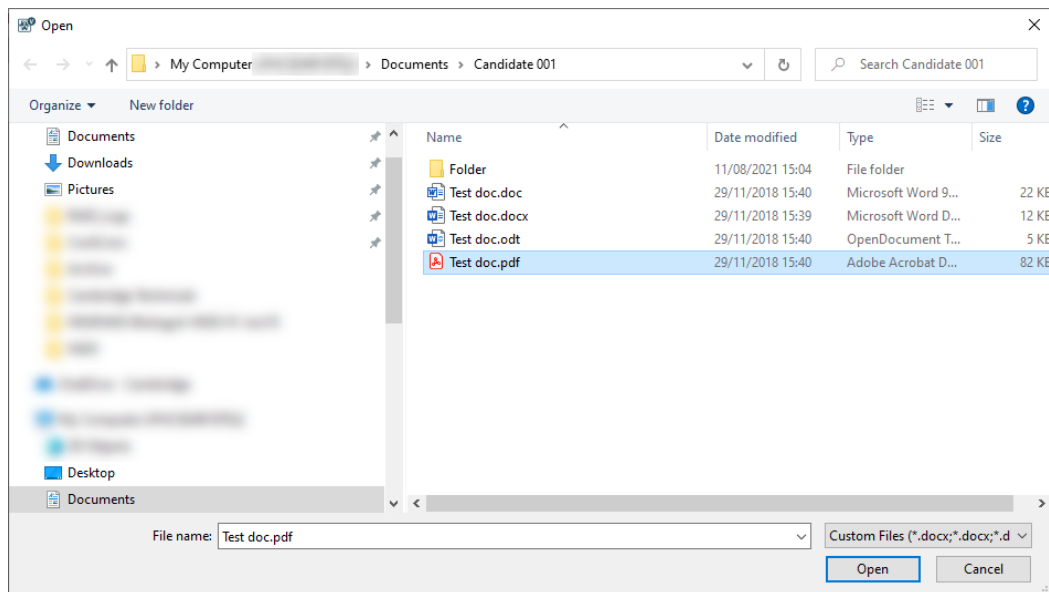 Open
My Computer > Documents > Candidate 001
Search Candidate 001
Organize
New folder
Documents
Downloads
Pictures
Desktop
Documents
Name Date modified Type Size
Folder 11/08/2021 15:04 File folder
Test doc.doc 29/11/2018 15:40 Microsoft Word 9... 22 KB
Test doc.docx 29/11/2018 15:39 Microsoft Word D... 12 KB
Test doc.odt 29/11/2018 15:40 OpenDocument T... 5 KB
Test doc.pdf 29/11/2018 15:40 Adobe Acrobat D... 82 KB
File name: Test doc.pdf
Custom Files (*.docx;*.docx;*.d
Open
Cancel